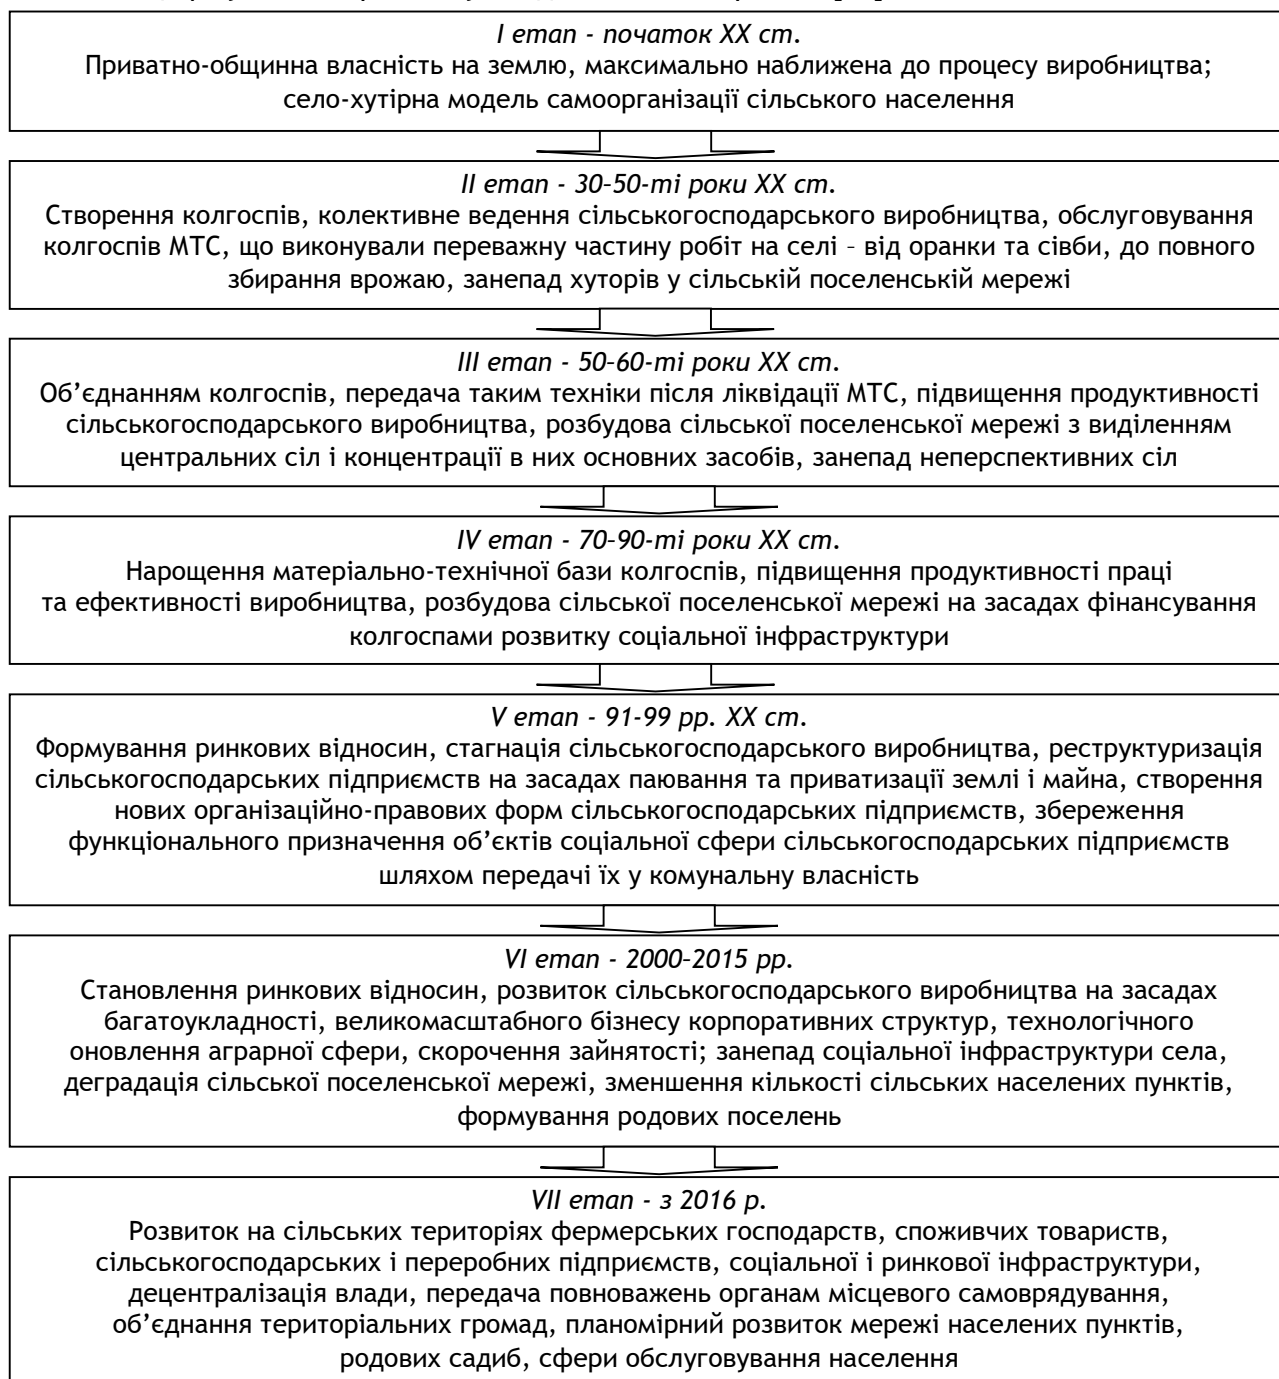 І етап - початок ХХ ст.
Приватно-общинна власність на землю, максимально наближена до процесу виробництва;
село-хутірна модель самоорганізації сільського населення
ІІ етап - 30-50-ті роки ХХ ст.
Створення колгоспів, колективне ведення сільськогосподарського виробництва, обслуговування
колгоспів МТС, що виконували переважну частину робіт на селі – від оранки та сівби, до повного
збирання врожаю, занепад хуторів у сільській поселенській мережі
ІІІ етап - 50-60-ті роки ХХ ст.
Об’єднанням колгоспів, передача таким техніки після ліквідації МТС, підвищення продуктивності
сільськогосподарського виробництва, розбудова сільської поселенської мережі з виділенням
центральних сіл і концентрації в них основних засобів, занепад неперспективних сіл
IV етап - 70-90-ті роки ХХ ст.
Нарощення матеріально-технічної бази колгоспів, підвищення продуктивності праці
та ефективності виробництва, розбудова сільської поселенської мережі на засадах фінансування
колгоспами розвитку соціальної інфраструктури
V етап - 91-99 рр. ХХ ст.
Формування ринкових відносин, стагнація сільськогосподарського виробництва, реструктуризація
сільськогосподарських підприємств на засадах паювання та приватизації землі і майна, створення
нових організаційно-правових форм сільськогосподарських підприємств, збереження
функціонального призначення об’єктів соціальної сфери сільськогосподарських підприємств
шляхом передачі їх у комунальну власність
VI етап - 2000-2015 рр.
Становлення ринкових відносин, розвиток сільськогосподарського виробництва на засадах
багатоукладності, великомасштабного бізнесу корпоративних структур, технологічного
оновлення аграрної сфери, скорочення зайнятості; занепад соціальної інфраструктури села,
деградація сільської поселенської мережі, зменшення кількості сільських населених пунктів,
формування родових поселень
VII етап - з 2016 р.
Розвиток на сільських територіях фермерських господарств, споживчих товариств,
сільськогосподарських і переробних підприємств, соціальної і ринкової інфраструктури,
децентралізація влади, передача повноважень органам місцевого самоврядування,
об’єднання територіальних громад, планомірний розвиток мережі населених пунктів,
родових садиб, сфери обслуговування населення